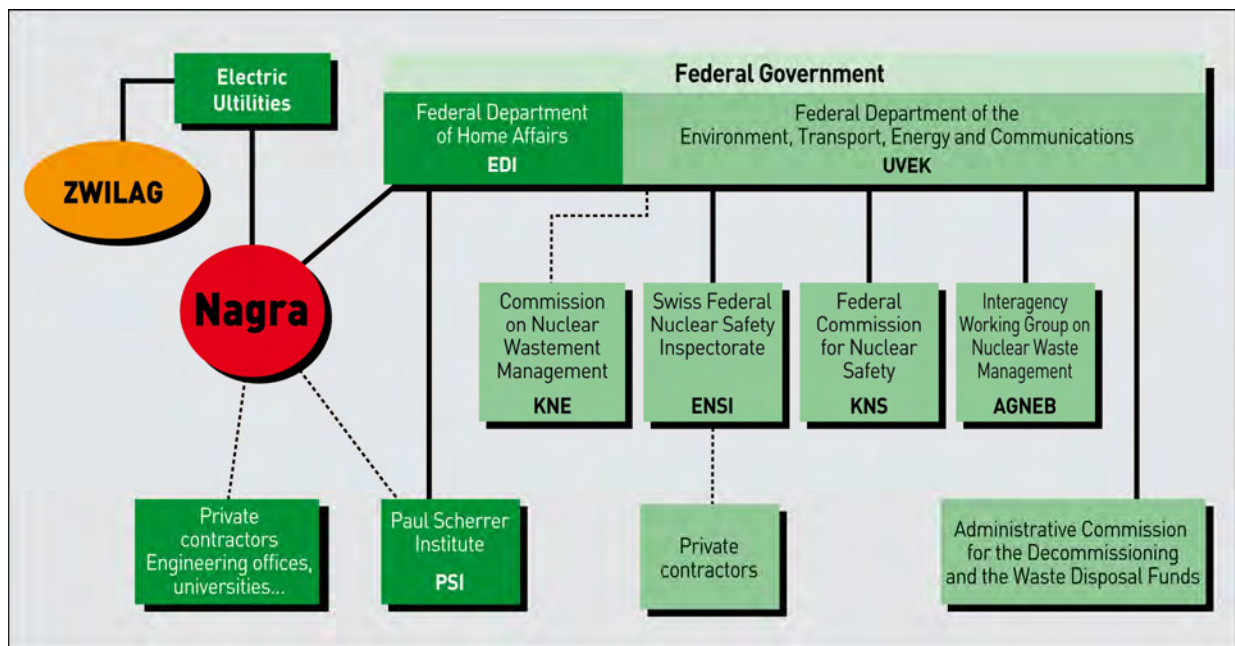 Electric
Ultilities
ZWILAG
Federal Government
Federal Department
of Home Affairs
EDI
Federal Department of the
Environment, Transport, Energy and Communications
UVEK
Nagra
Commission
on Nuclear
Wastement
Management
KNE
Swiss Federal
Nuclear Safety
Inspectorate
ENSI
Federal
Commission
for Nuclear
Safety
KNS
Interagency
Working Group on
Nuclear Waste
Management
AGNEB
Private
contractors
Engineering offices,
universities...
Paul Scherrer
Institute
PSI
Private
contractors
Administrative Commission
for the Decommissioning
and the Waste Disposal Funds